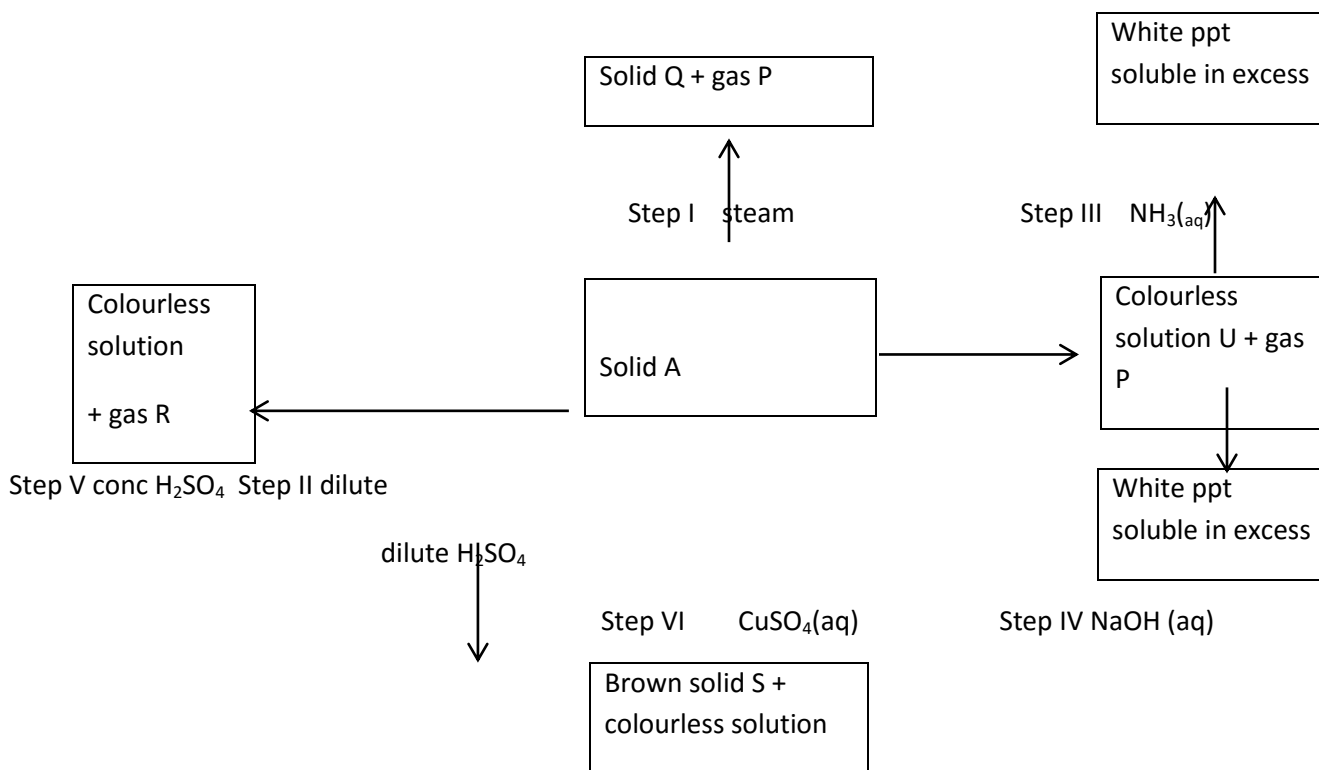 White ppt
soluble in excess
Solid Q + gas P
Step I steam
Step III NH₃(aq)
Colourless
solution
+ gas R
Solid A
Colourless
solution U + gas
P
Step V conc H₂SO₄ Step II dilute
White ppt
soluble in excess
dilute H₂SO₄
Step VI CuSO₄(aq)
Step IV NaOH (aq)
Brown solid S +
colourless solution